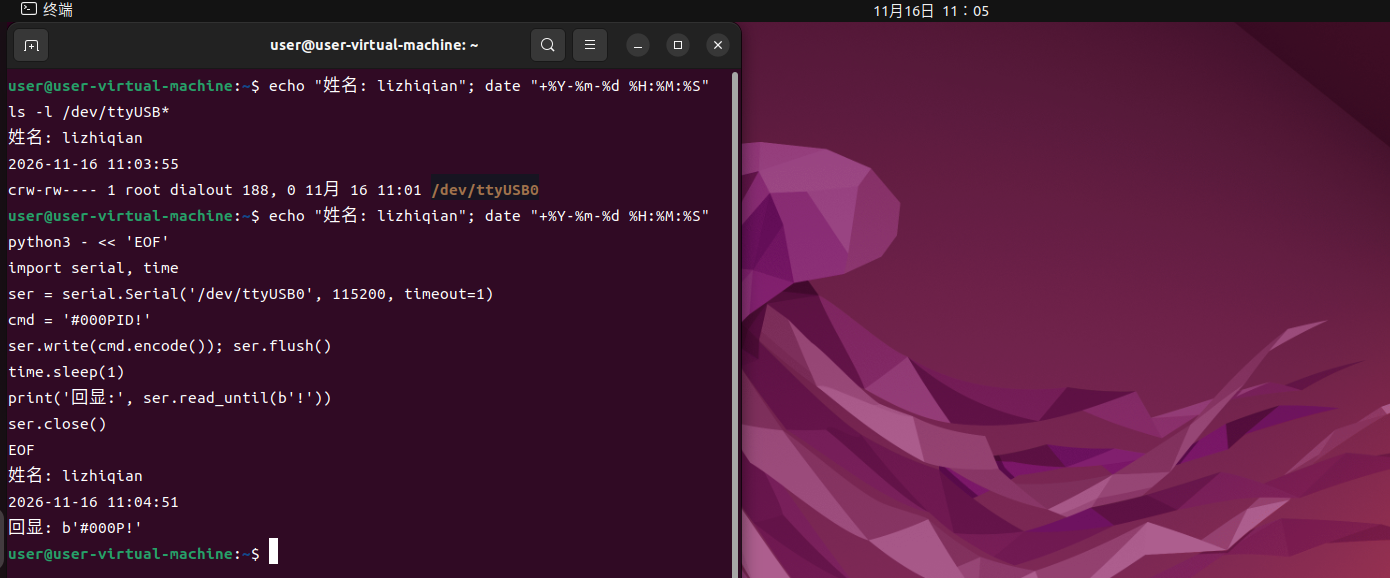 终端
11月16日 11：05
user@user-virtual-machine: ~
user@user-virtual-machine:~$ echo "姓名: lizhiqian"; date "+%Y-%m-%d %H:%M:%S"
ls -l /dev/ttyUSB*
姓名: lizhiqian
2026-11-16 11:03:55
crw-rw---- 1 root dialout 188, 0 11月 16 11:01 /dev/ttyUSB0
user@user-virtual-machine:~$ echo "姓名: lizhiqian"; date "+%Y-%m-%d %H:%M:%S"
python3 - << 'EOF'
import serial, time
ser = serial.Serial('/dev/ttyUSB0', 115200, timeout=1)
cmd = '#000PID!'
ser.write(cmd.encode()); ser.flush()
time.sleep(1)
print('回显:', ser.read_until(b'!'))
ser.close()
EOF
姓名: lizhiqian
2026-11-16 11:04:51
回显: b'#000P!'
user@user-virtual-machine:~$